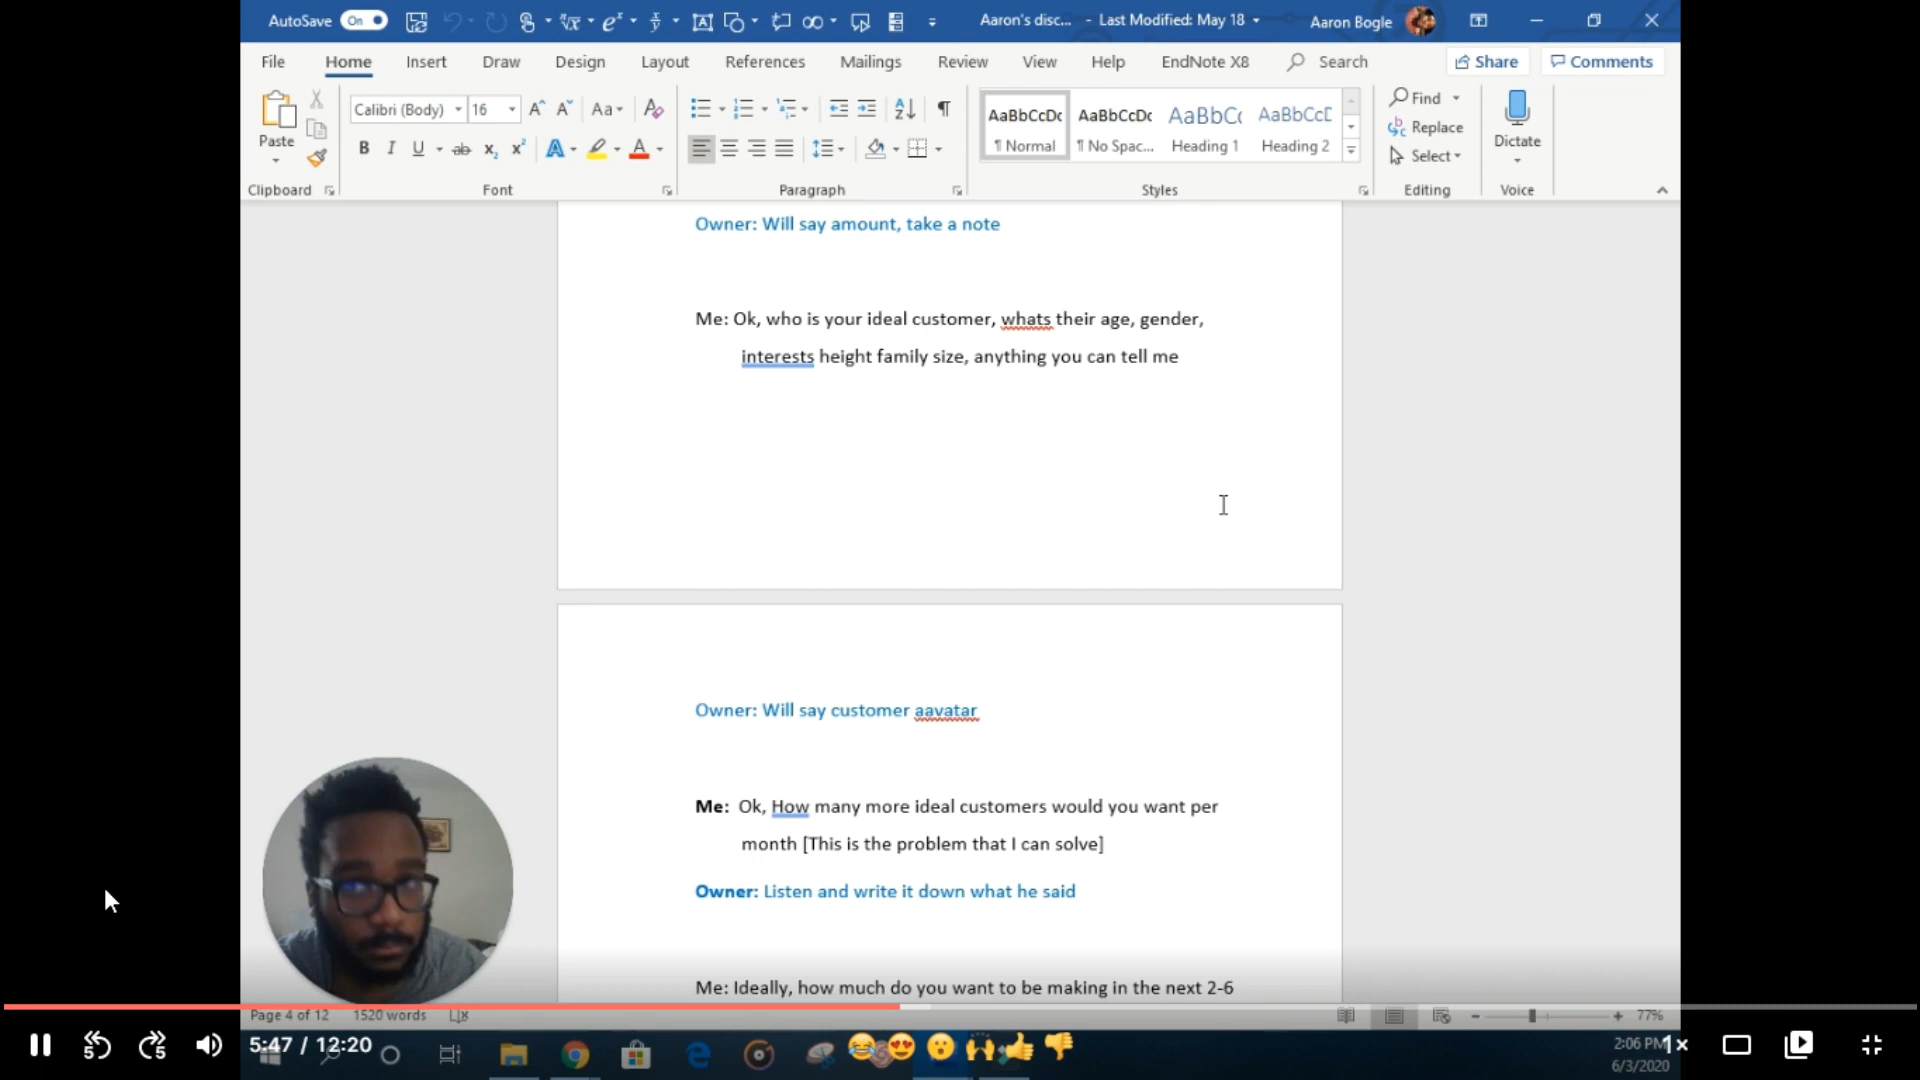 AutoSave On Aaron's disc... - Last Modified: May 18 Aaron Bogle
File Home Insert Draw Design Layout References Mailings Review View Help EndNote X8 Search Share Comments
Paste Calibri (Body) 16 Aa AaBbCcDc AaBbCcDc AaBbCc AaBbCcD Find Replace Select Dictate
¶ Normal ¶ No Spac... Heading 1 Heading 2
Clipboard Font Paragraph Styles Editing Voice
Owner: Will say amount, take a note
Me: Ok, who is your ideal customer, whats their age, gender,
interests height family size, anything you can tell me
Owner: Will say customer aavatar
Me: Ok, How many more ideal customers would you want per
month [This is the problem that I can solve]
Owner: Listen and write it down what he said
Me: Ideally, how much do you want to be making in the next 2-6
Page 4 of 12 1520 words 77%
5:47 / 12:20 2:06 PM 1×
6/3/2020